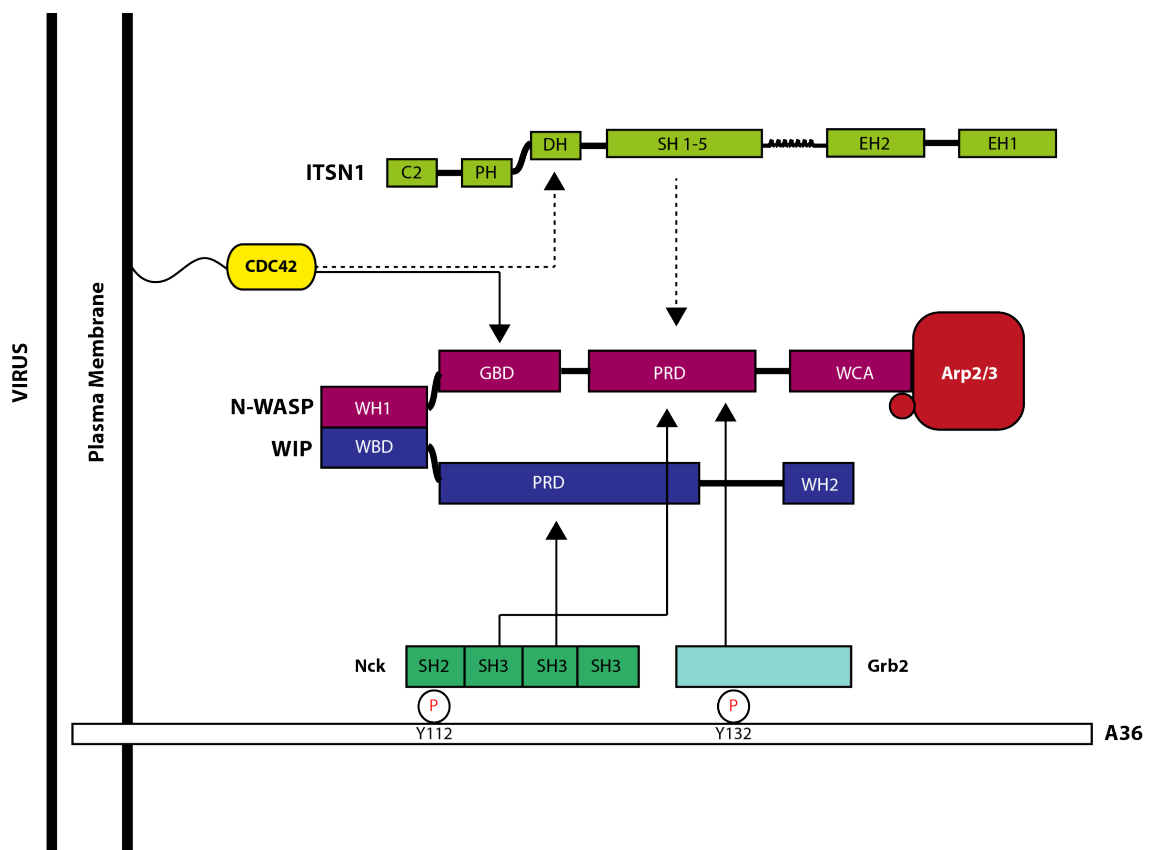 DH
SH 1-5
EH2
EH1
ITSN1
C2
PH
CDC42
VIRUS
Plasma Membrane
GBD
PRD
WCA
Arp2/3
N-WASP
WH1
WIP
WBD
PRD
WH2
Nck
SH2
SH3
SH3
SH3
Grb2
P
P
Y112
Y132
A36